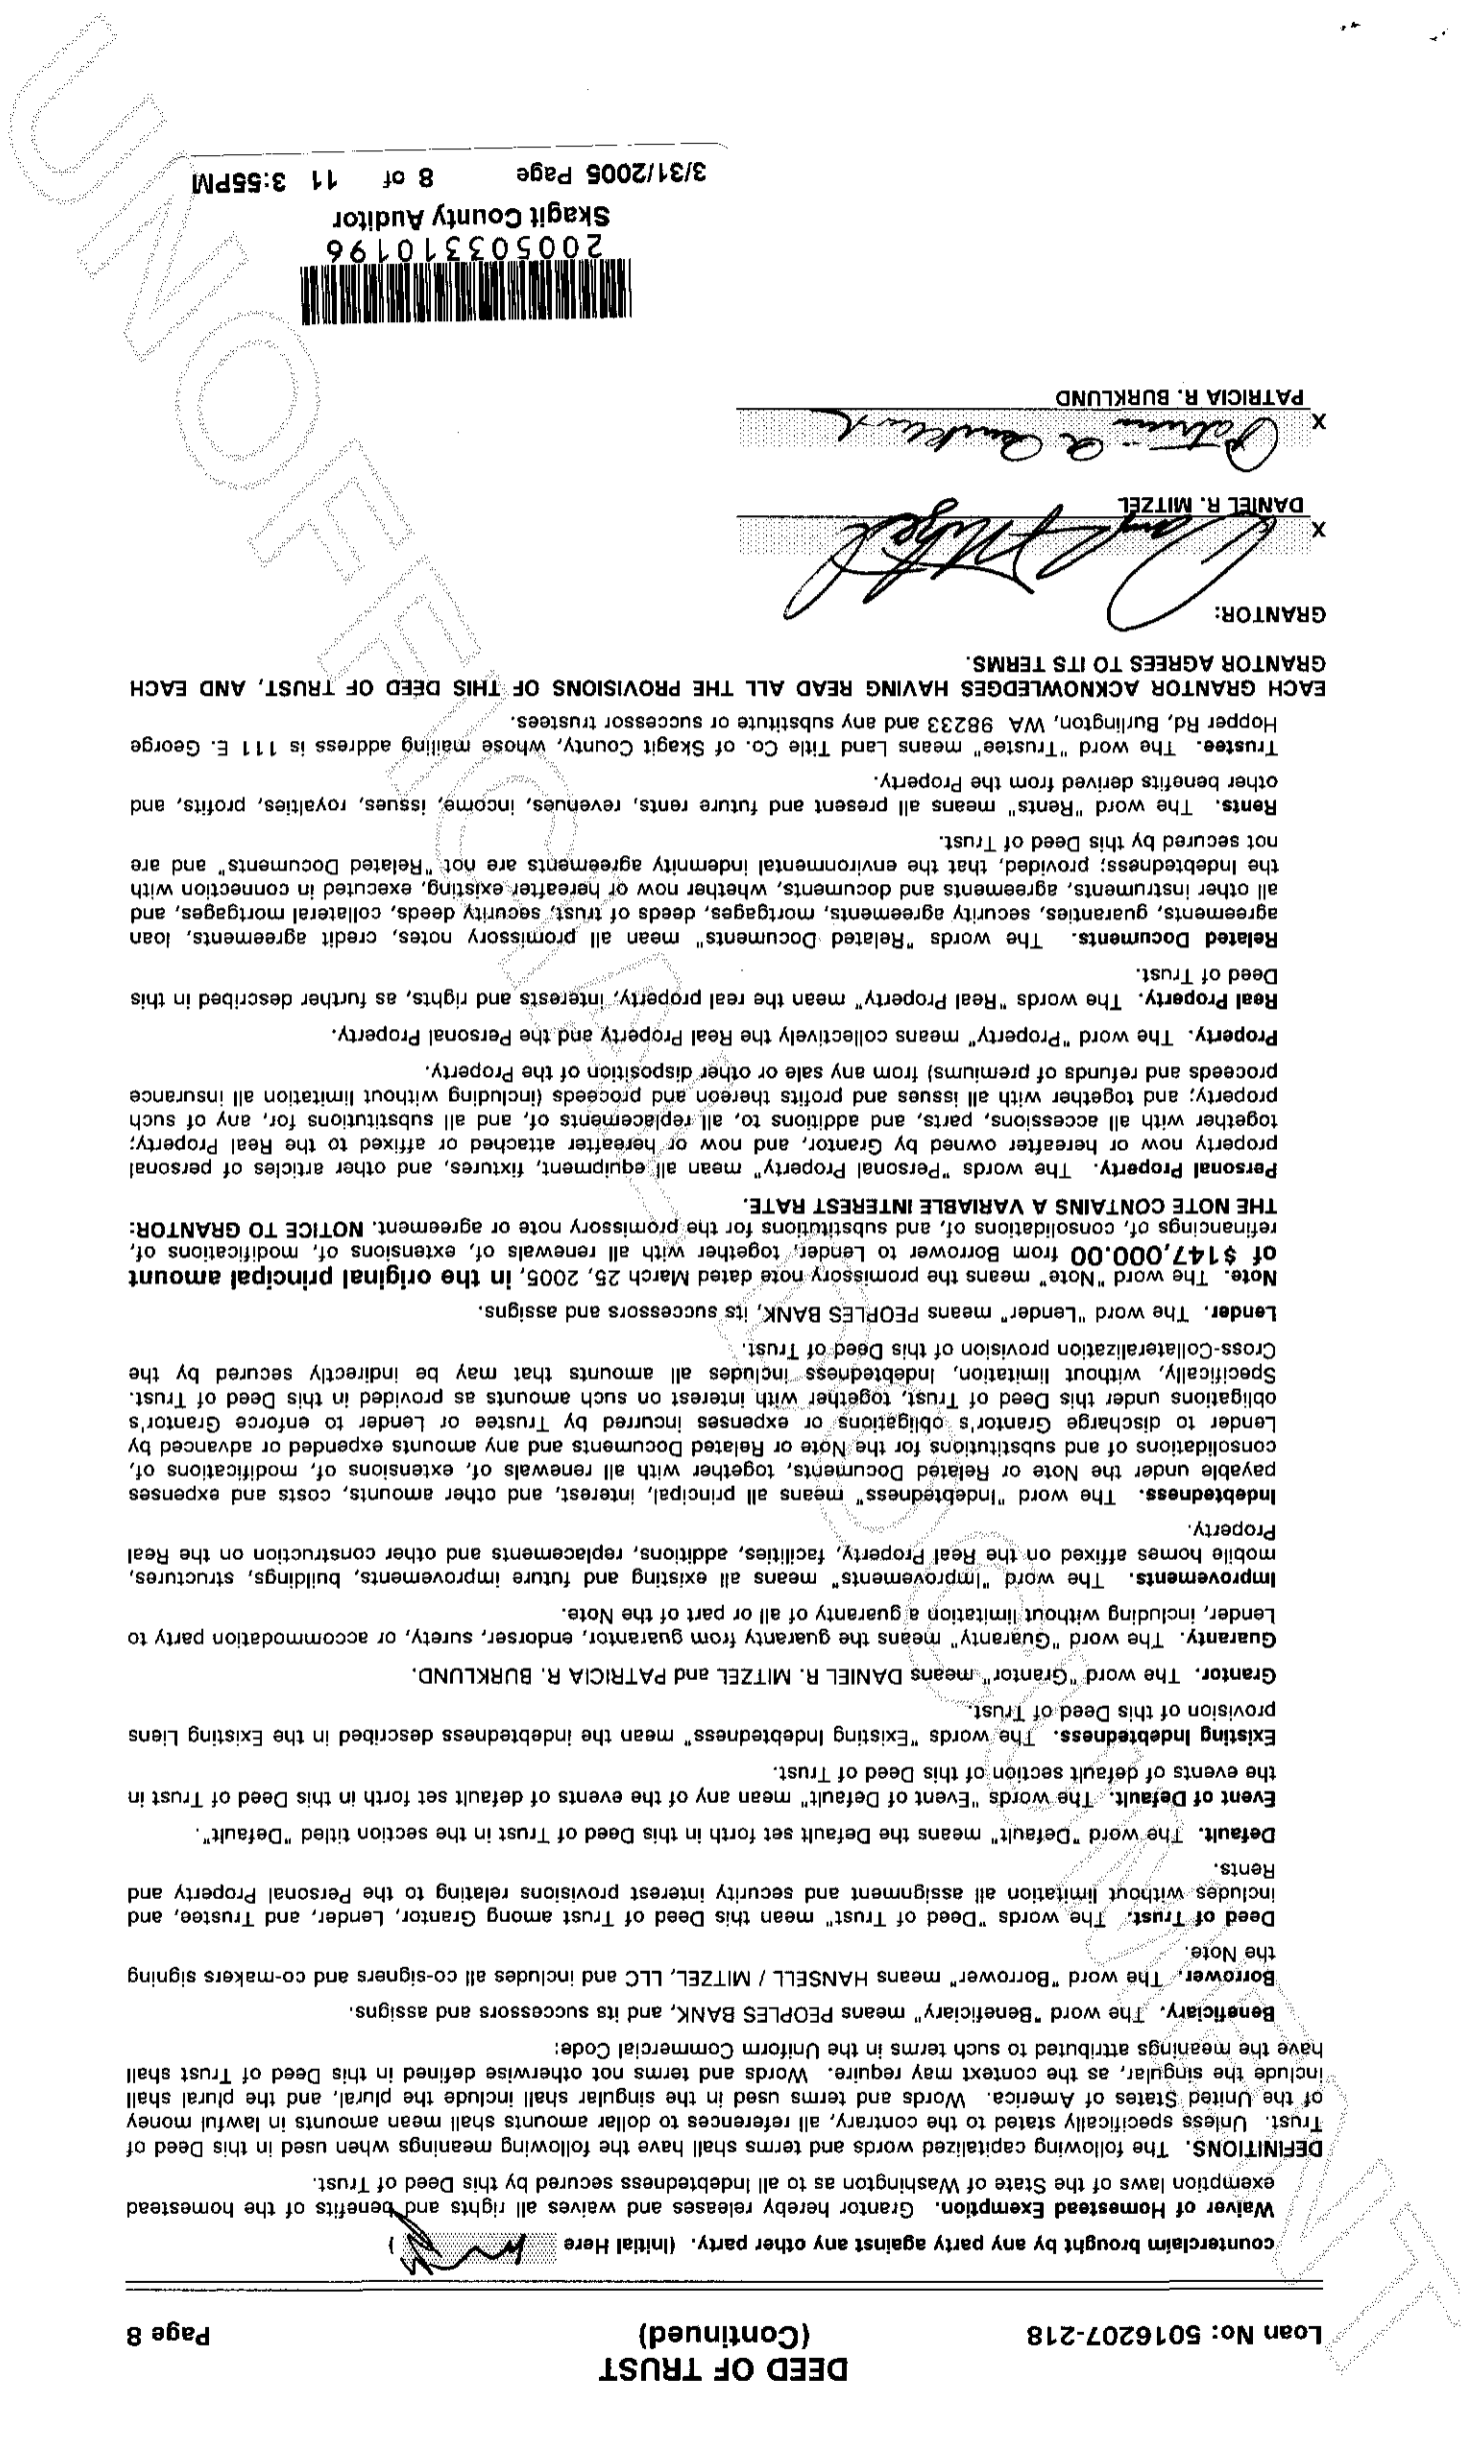 DEED OF TRUST
Loan No: 5016207-218 (Continued) Page 8
counterclaim brought by any party against any other party. (Initial Here )
Waiver of Homestead Exemption. Grantor hereby releases and waives all rights and benefits of the homestead
exemption laws of the State of Washington as to all Indebtedness secured by this Deed of Trust.
DEFINITIONS. The following capitalized words and terms shall have the following meanings when used in this Deed of
Trust. Unless specifically stated to the contrary, all references to dollar amounts shall mean amounts in lawful money
of the United States of America. Words and terms used in the singular shall include the plural, and the plural shall
include the singular, as the context may require. Words and terms not otherwise defined in this Deed of Trust shall
have the meanings attributed to such terms in the Uniform Commercial Code:
Beneficiary. The word "Beneficiary" means PEOPLES BANK, and its successors and assigns.
Borrower. The word "Borrower" means HANSELL / MITZEL, LLC and includes all co-signers and co-makers signing
the Note.
Deed of Trust. The words "Deed of Trust" mean this Deed of Trust among Grantor, Lender, and Trustee, and
includes without limitation all assignment and security interest provisions relating to the Personal Property and
Rents.
Default. The word "Default" means the Default set forth in this Deed of Trust in the section titled "Default".
Event of Default. The words "Event of Default" mean any of the events of default set forth in this Deed of Trust in
the events of default section of this Deed of Trust.
Existing Indebtedness. The words "Existing Indebtedness" mean the indebtedness described in the Existing Liens
provision of this Deed of Trust.
Grantor. The word "Grantor" means DANIEL R. MITZEL and PATRICIA R. BURKLUND.
Guaranty. The word "Guaranty" means the guaranty from guarantor, endorser, surety, or accommodation party to
Lender, including without limitation a guaranty of all or part of the Note.
Improvements. The word "Improvements" means all existing and future improvements, buildings, structures,
mobile homes affixed on the Real Property, facilities, additions, replacements and other construction on the Real
Property.
Indebtedness. The word "Indebtedness" means all principal, interest, and other amounts, costs and expenses
payable under the Note or Related Documents, together with all renewals of, extensions of, modifications of,
consolidations of and substitutions for the Note or Related Documents and any amounts expended or advanced by
Lender to discharge Grantor's obligations or expenses incurred by Trustee or Lender to enforce Grantor's
obligations under this Deed of Trust, together with interest on such amounts as provided in this Deed of Trust.
Specifically, without limitation, Indebtedness includes all amounts that may be indirectly secured by the
Cross-Collateralization provision of this Deed of Trust.
Lender. The word "Lender" means PEOPLES BANK, its successors and assigns.
Note. The word "Note" means the promissory note dated March 25, 2005, in the original principal amount
of $147,000.00 from Borrower to Lender, together with all renewals of, extensions of, modifications of,
refinancings of, consolidations of, and substitutions for the promissory note or agreement. NOTICE TO GRANTOR:
THE NOTE CONTAINS A VARIABLE INTEREST RATE.
Personal Property. The words "Personal Property" mean all equipment, fixtures, and other articles of personal
property now or hereafter owned by Grantor, and now or hereafter attached or affixed to the Real Property;
together with all accessions, parts, and additions to, all replacements of, and all substitutions for, any of such
property; and together with all issues and profits thereon and proceeds (including without limitation all insurance
proceeds and refunds of premiums) from any sale or other disposition of the Property.
Property. The word "Property" means collectively the Real Property and the Personal Property.
Real Property. The words "Real Property" mean the real property, interests and rights, as further described in this
Deed of Trust.
Related Documents. The words "Related Documents" mean all promissory notes, credit agreements, loan
agreements, guaranties, security agreements, mortgages, deeds of trust, security deeds, collateral mortgages, and
all other instruments, agreements and documents, whether now or hereafter existing, executed in connection with
the Indebtedness; provided, that the environmental indemnity agreements are not "Related Documents" and are
not secured by this Deed of Trust.
Rents. The word "Rents" means all present and future rents, revenues, income, issues, royalties, profits, and
other benefits derived from the Property.
Trustee. The word "Trustee" means Land Title Co. of Skagit County, whose mailing address is 111 E. George
Hopper Rd, Burlington, WA 98233 and any substitute or successor trustees.
EACH GRANTOR ACKNOWLEDGES HAVING READ ALL THE PROVISIONS OF THIS DEED OF TRUST, AND EACH
GRANTOR AGREES TO ITS TERMS.
GRANTOR:
X
DANIEL R. MITZEL
X
PATRICIA R. BURKLUND
200503310196
Skagit County Auditor
3/31/2005 Page 8 of 11 3:55PM
UNOFFICIAL DOCUMENT